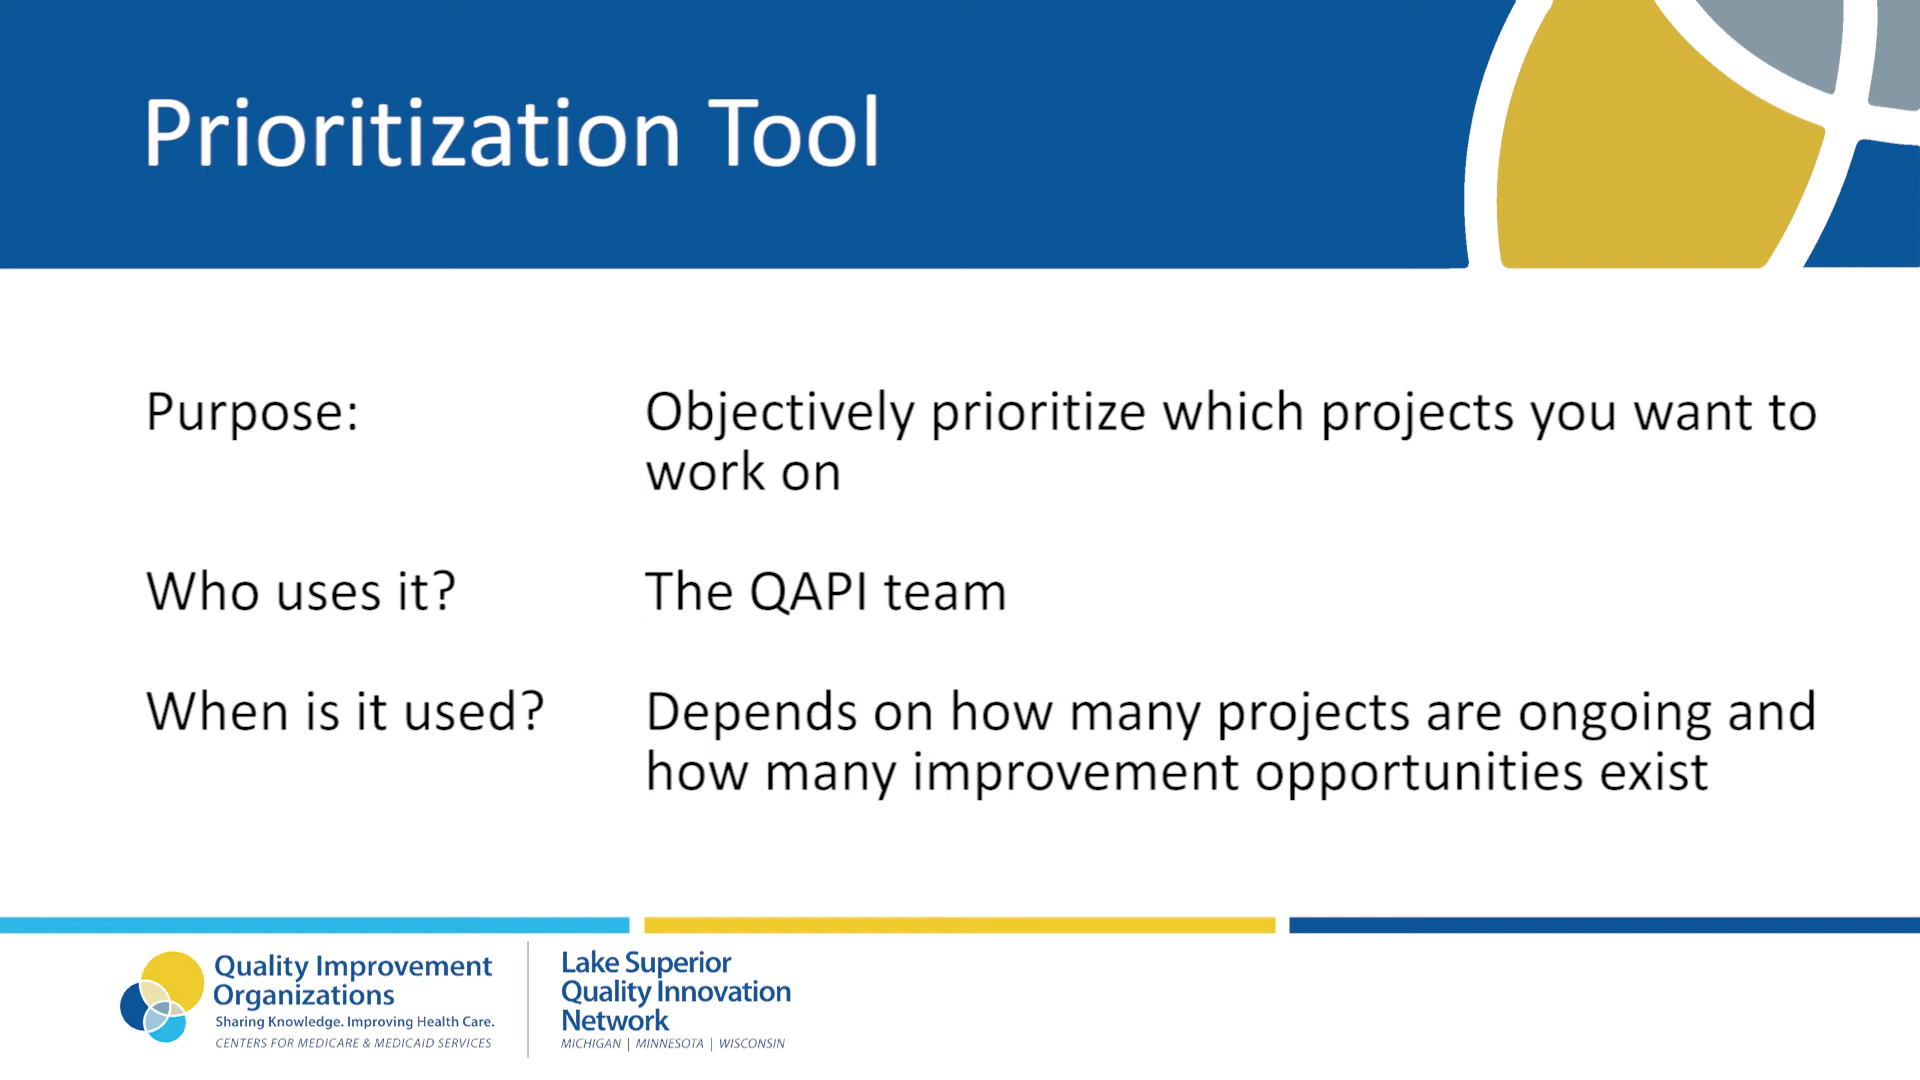 Prioritization Tool
Purpose: Objectively prioritize which projects you want to
work on
Who uses it? The QAPI team
When is it used? Depends on how many projects are ongoing and
how many improvement opportunities exist
Quality Improvement
Organizations
Sharing Knowledge. Improving Health Care.
CENTERS FOR MEDICARE & MEDICAID SERVICES
Lake Superior
Quality Innovation
Network
MICHIGAN | MINNESOTA | WISCONSIN